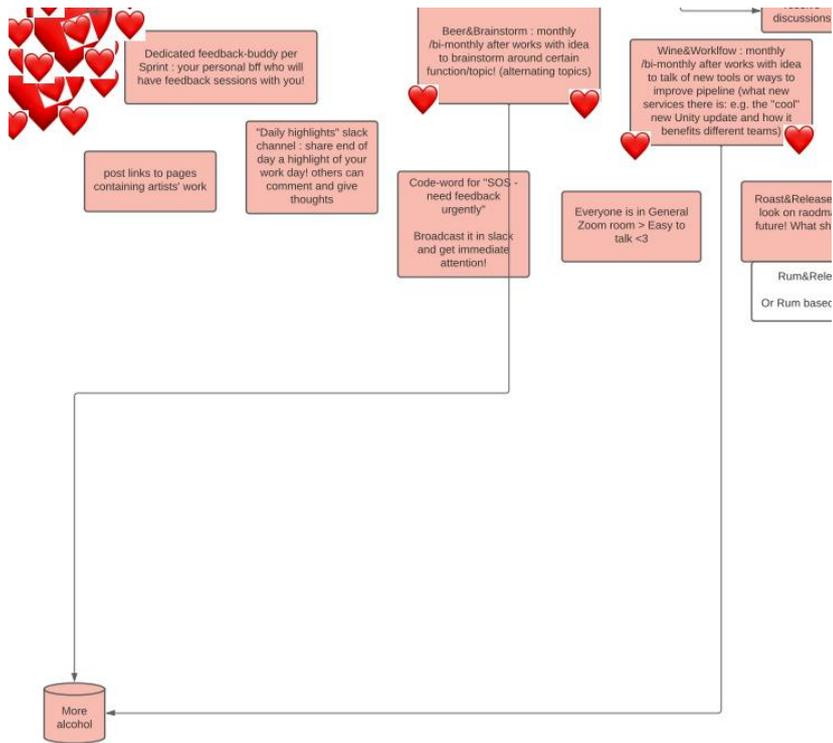 discussions
Beer&Brainstorm : monthly
/bi-monthly after works with idea
to brainstorm around certain
function/topic! (alternating topics)
Dedicated feedback-buddy per
Sprint : your personal bff who will
have feedback sessions with you!
Wine&Worklfow : monthly
/bi-monthly after works with idea
to talk of new tools or ways to
improve pipeline (what new
services there is: e.g. the "cool"
new Unity update and how it
benefits different teams)
"Daily highlights" slack
channel : share end of
day a highlight of your
work day! others can
comment and give
thoughts
post links to pages
containing artists' work
Code-word for "SOS -
need feedback
urgently"
Broadcast it in slack
and get immediate
attention!
Everyone is in General
Zoom room > Easy to
talk <3
Roast&Release
look on raodma
future! What sh
Rum&Rele
Or Rum based
More
alcohol